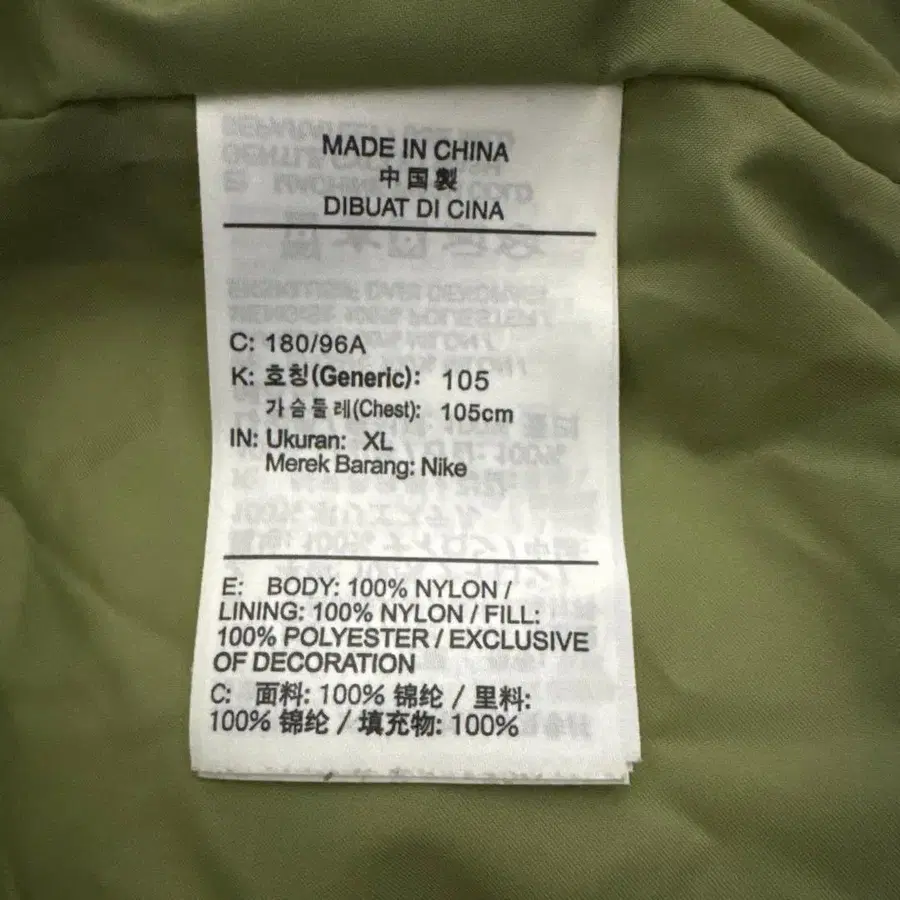 MADE IN CHINA
中国製
DIBUAT DI CINA
C: 180/96A
K: 호칭(Generic): 105
가슴둘레(Chest): 105cm
IN: Ukuran: XL
Merek Barang: Nike
E: BODY: 100% NYLON /
LINING: 100% NYLON / FILL:
100% POLYESTER / EXCLUSIVE
OF DECORATION
C: 面料: 100% 锦纶 / 里料:
100% 锦纶 / 填充物: 100%